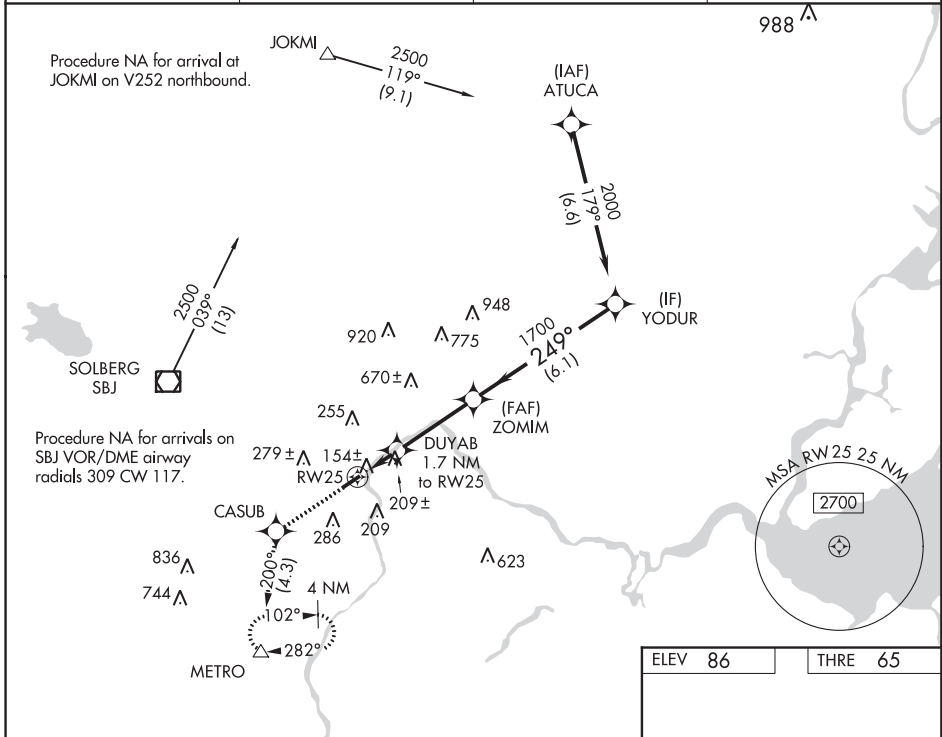 988
Procedure NA for arrival at
JOKMI on V252 northbound.
JOKMI
2500
119°
(9.1)
(IAF)
ATUCA
2000
179°
(6.6)
2500
039°
(13)
(IF)
YODUR
948
920
775
1700
249°
(6.1)
SOLBERG
SBJ
670±
(FAF)
ZOMIM
255
Procedure NA for arrivals on
SBJ VOR/DME airway
radials 309 CW 117.
DUYAB
1.7 NM
to RW25
279±
154±
RW25
209±
MSA RW 25 25 NM
2700
CASUB
286
209
836
623
744
200°
(4.3)
4 NM
102°
282°
METRO
ELEV 86
THRE 65